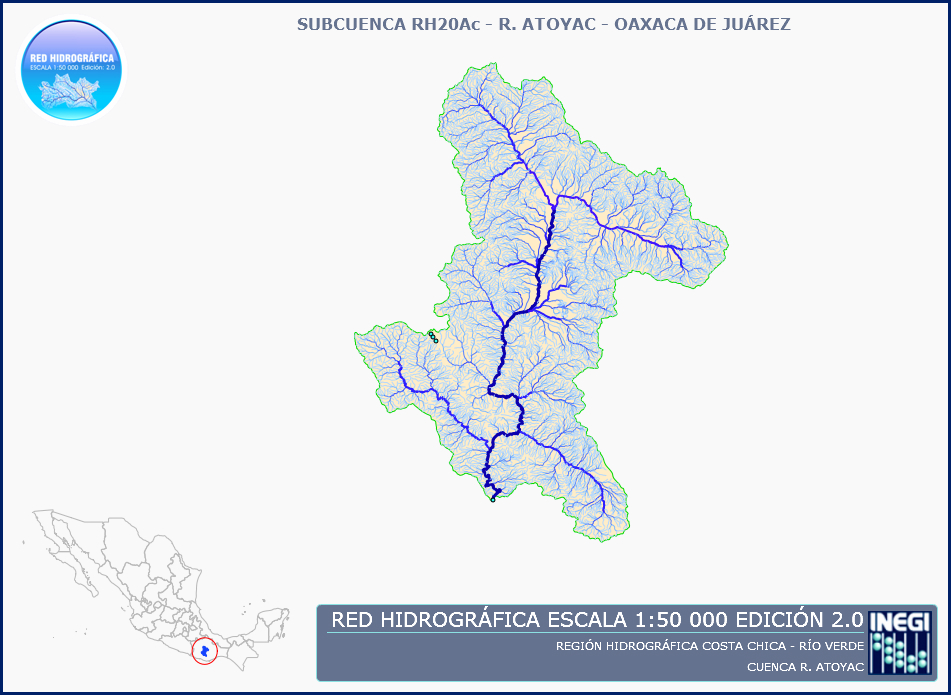 SUBCUENCA RH20Ac - R. ATOYAC - OAXACA DE JUÁREZ
RED HIDROGRÁFICA
ESCALA 1:50 000 Edición: 2.0
RED HIDROGRÁFICA ESCALA 1:50 000 EDICIÓN 2.0
INEGI
REGIÓN HIDROGRÁFICA COSTA CHICA - RÍO VERDE
CUENCA R. ATOYAC